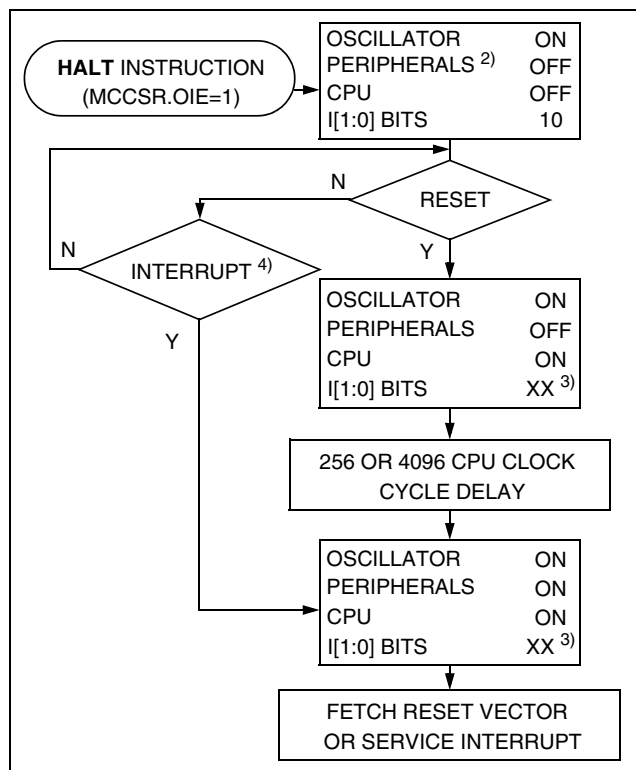 HALT INSTRUCTION
(MCCSR.OIE=1)
OSCILLATOR ON
PERIPHERALS 2) OFF
CPU OFF
I[1:0] BITS 10
RESET
N
Y
INTERRUPT 4)
N
Y
OSCILLATOR ON
PERIPHERALS OFF
CPU ON
I[1:0] BITS XX 3)
256 OR 4096 CPU CLOCK
CYCLE DELAY
OSCILLATOR ON
PERIPHERALS ON
CPU ON
I[1:0] BITS XX 3)
FETCH RESET VECTOR
OR SERVICE INTERRUPT